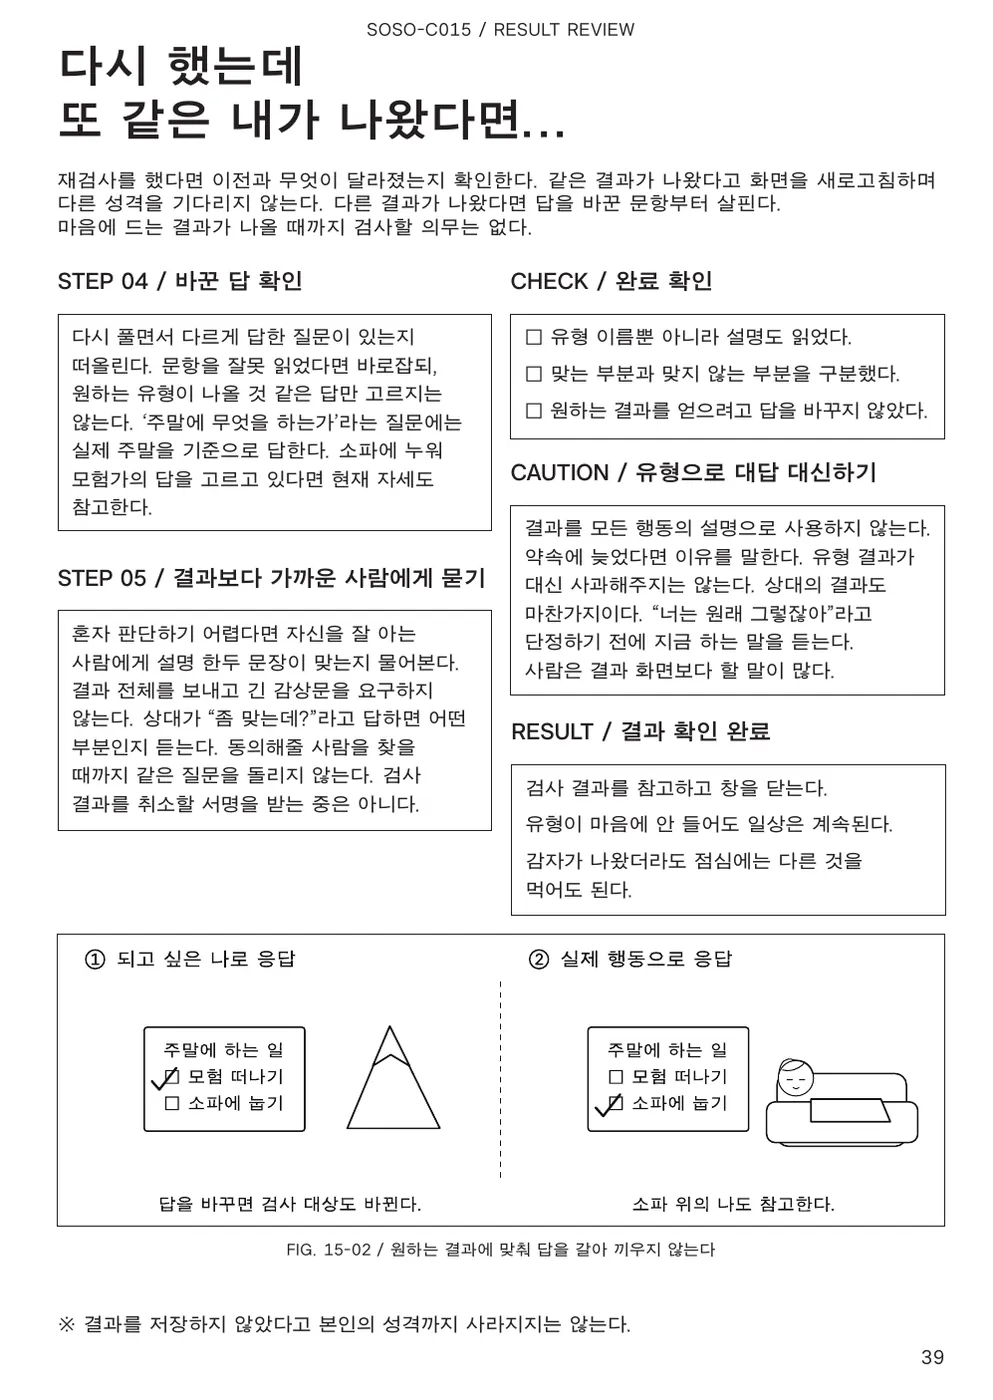 SOSO-C015 / RESULT REVIEW
다시 했는데
또 같은 내가 나왔다면...
재검사를 했다면 이전과 무엇이 달라졌는지 확인한다. 같은 결과가 나왔다고 화면을 새로고침하며
다른 성격을 기다리지 않는다. 다른 결과가 나왔다면 답을 바꾼 문항부터 살핀다.
마음에 드는 결과가 나올 때까지 검사할 의무는 없다.
STEP 04 / 바꾼 답 확인
다시 풀면서 다르게 답한 질문이 있는지
떠올린다. 문항을 잘못 읽었다면 바로잡되,
원하는 유형이 나올 것 같은 답만 고르지는
않는다. ‘주말에 무엇을 하는가’라는 질문에는
실제 주말을 기준으로 답한다. 소파에 누워
모험가의 답을 고르고 있다면 현재 자세도
참고한다.
STEP 05 / 결과보다 가까운 사람에게 묻기
혼자 판단하기 어렵다면 자신을 잘 아는
사람에게 설명 한두 문장이 맞는지 물어본다.
결과 전체를 보내고 긴 감상문을 요구하지
않는다. 상대가 “좀 맞는데?”라고 답하면 어떤
부분인지 듣는다. 동의해줄 사람을 찾을
때까지 같은 질문을 돌리지 않는다. 검사
결과를 취소할 서명을 받는 중은 아니다.
CHECK / 완료 확인
□ 유형 이름뿐 아니라 설명도 읽었다.
□ 맞는 부분과 맞지 않는 부분을 구분했다.
□ 원하는 결과를 얻으려고 답을 바꾸지 않았다.
CAUTION / 유형으로 대답 대신하기
결과를 모든 행동의 설명으로 사용하지 않는다.
약속에 늦었다면 이유를 말한다. 유형 결과가
대신 사과해주지는 않는다. 상대의 결과도
마찬가지이다. “너는 원래 그렇잖아”라고
단정하기 전에 지금 하는 말을 듣는다.
사람은 결과 화면보다 할 말이 많다.
RESULT / 결과 확인 완료
검사 결과를 참고하고 창을 닫는다.
유형이 마음에 안 들어도 일상은 계속된다.
감자가 나왔더라도 점심에는 다른 것을
먹어도 된다.
① 되고 싶은 나로 응답
주말에 하는 일
☑ 모험 떠나기
□ 소파에 눕기
답을 바꾸면 검사 대상도 바뀐다.
② 실제 행동으로 응답
주말에 하는 일
□ 모험 떠나기
☑ 소파에 눕기
소파 위의 나도 참고한다.
FIG. 15-02 / 원하는 결과에 맞춰 답을 갈아 끼우지 않는다
※ 결과를 저장하지 않았다고 본인의 성격까지 사라지지는 않는다.
39